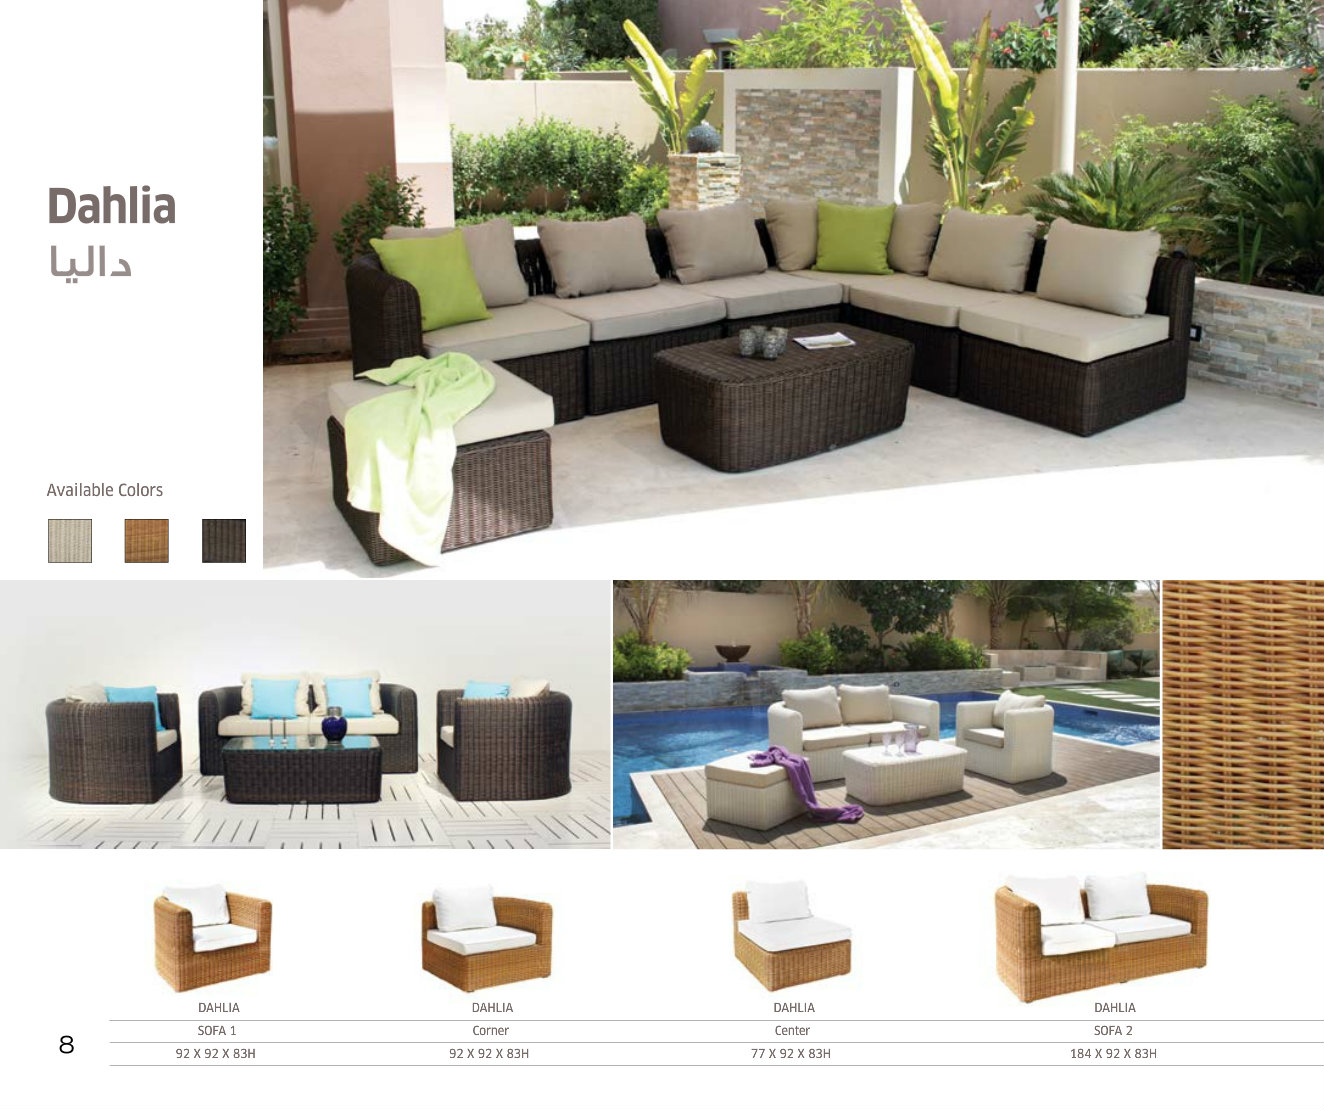 Dahlia
داليا
Available Colors
DAHLIA DAHLIA DAHLIA DAHLIA
SOFA 1 Corner Center SOFA 2
92 X 92 X 83H 92 X 92 X 83H 77 X 92 X 83H 184 X 92 X 83H
8